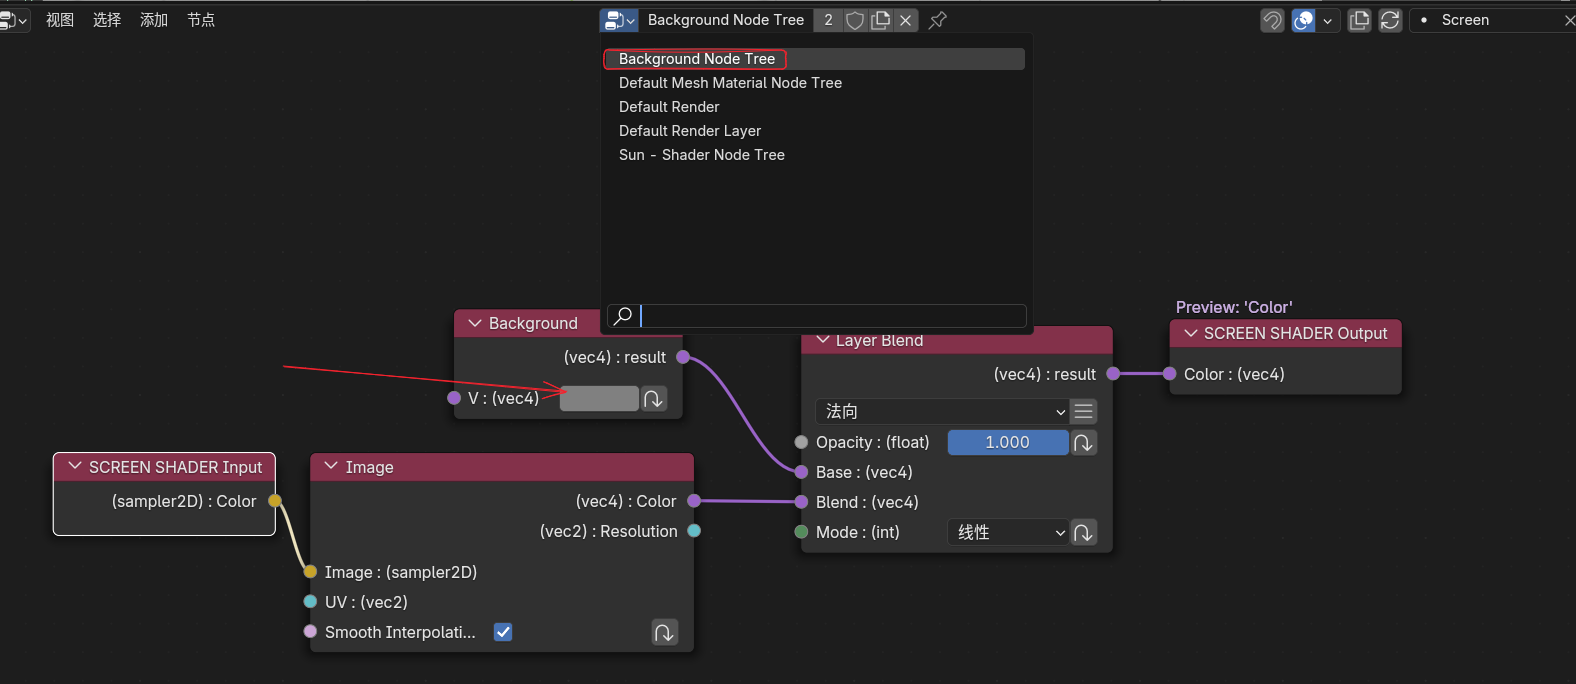 视图 选择 添加 节点 Background Node Tree 2 Screen
Background Node Tree
Default Mesh Material Node Tree
Default Render
Default Render Layer
Sun - Shader Node Tree
Background
(vec4) : result
V : (vec4)
SCREEN SHADER Input
(sampler2D) : Color
Image
(vec4) : Color
(vec2) : Resolution
Image : (sampler2D)
UV : (vec2)
Smooth Interpolati...
Layer Blend
(vec4) : result
法向
Opacity : (float) 1.000
Base : (vec4)
Blend : (vec4)
Mode : (int) 线性
Preview: 'Color'
SCREEN SHADER Output
Color : (vec4)